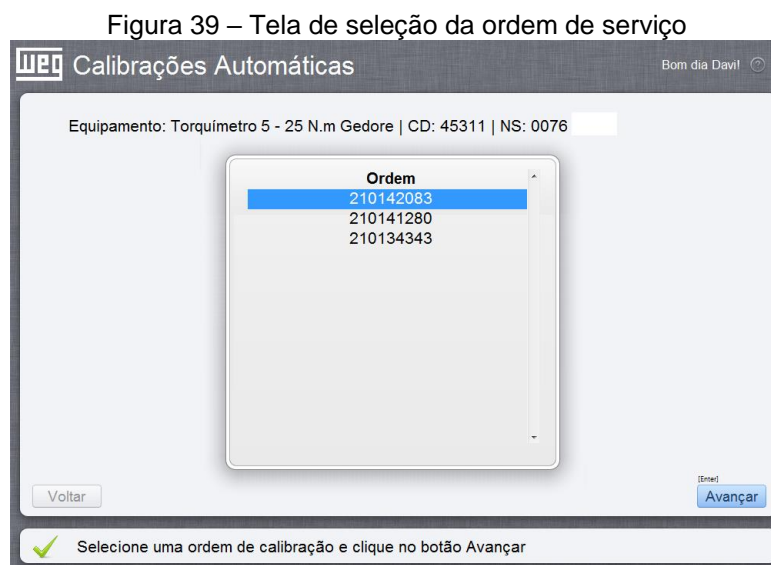 Figura 39 – Tela de seleção da ordem de serviço
WEG Calibrações Automáticas
Bom dia Davi!
Equipamento: Torquímetro 5 - 25 N.m Gedore | CD: 45311 | NS: 0076
Ordem
210142083
210141280
210134343
[Enter]
Voltar
Avançar
Selecione uma ordem de calibração e clique no botão Avançar